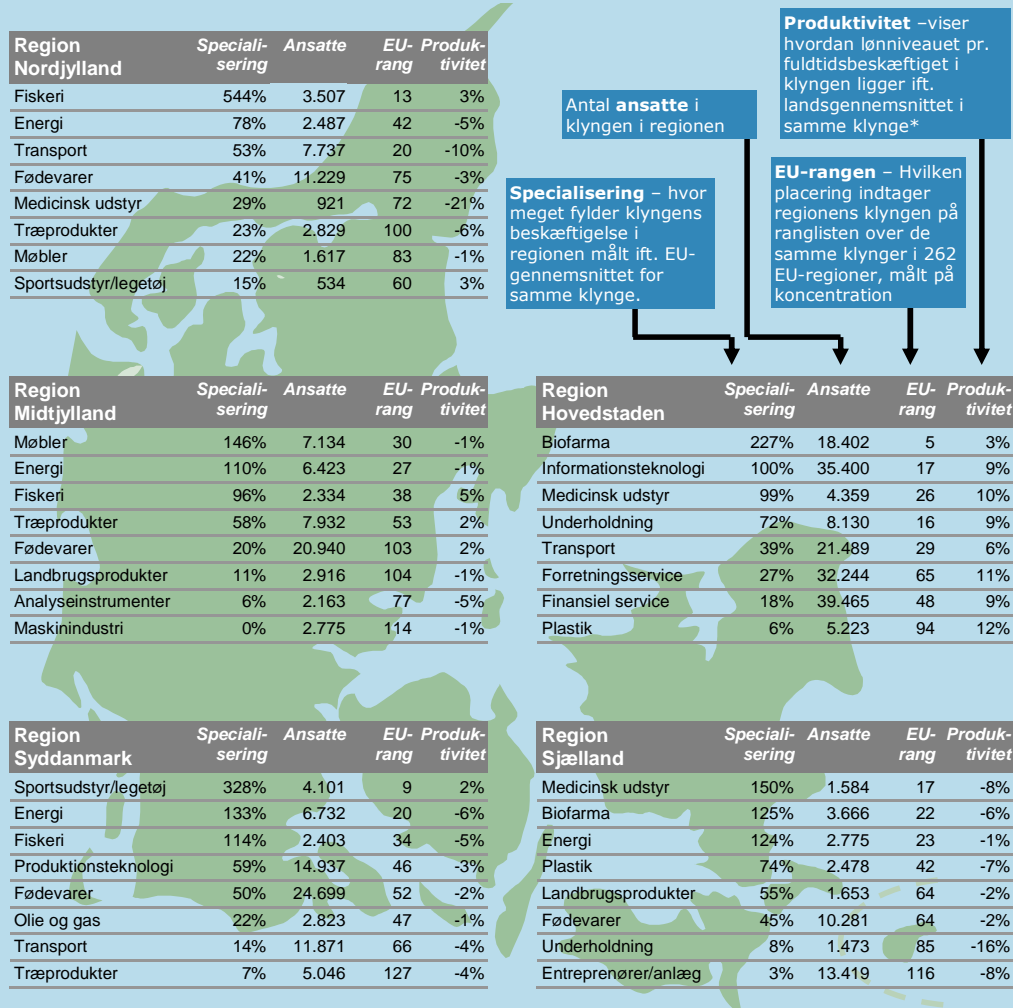 Region Speciali- Ansatte EU- Produk-
Nordjylland sering rang tivitet
Fiskeri 544% 3.507 13 3%
Energi 78% 2.487 42 -5%
Transport 53% 7.737 20 -10%
Fødevarer 41% 11.229 75 -3%
Medicinsk udstyr 29% 921 72 -21%
Træprodukter 23% 2.829 100 -6%
Møbler 22% 1.617 83 -1%
Sportsudstyr/legetøj 15% 534 60 3%
Produktivitet –viser
hvordan lønniveauet pr.
fuldtidsbeskæftiget i
klyngen ligger ift.
landsgennemsnittet i
samme klynge*
Antal ansatte i
klyngen i regionen
Specialisering – hvor
meget fylder klyngens
beskæftigelse i
regionen målt ift. EU-
gennemsnittet for
samme klynge.
EU-rangen – Hvilken
placering indtager
regionens klyngen på
ranglisten over de
samme klynger i 262
EU-regioner, målt på
koncentration
Region Speciali- Ansatte EU- Produk-
Midtjylland sering rang tivitet
Møbler 146% 7.134 30 -1%
Energi 110% 6.423 27 -1%
Fiskeri 96% 2.334 38 5%
Træprodukter 58% 7.932 53 2%
Fødevarer 20% 20.940 103 2%
Landbrugsprodukter 11% 2.916 104 -1%
Analyseinstrumenter 6% 2.163 77 -5%
Maskinindustri 0% 2.775 114 -1%
Region Speciali- Ansatte EU- Produk-
Hovedstaden sering rang tivitet
Biofarma 227% 18.402 5 3%
Informationsteknologi 100% 35.400 17 9%
Medicinsk udstyr 99% 4.359 26 10%
Underholdning 72% 8.130 16 9%
Transport 39% 21.489 29 6%
Forretningsservice 27% 32.244 65 11%
Finansiel service 18% 39.465 48 9%
Plastik 6% 5.223 94 12%
Region Speciali- Ansatte EU- Produk-
Syddanmark sering rang tivitet
Sportsudstyr/legetøj 328% 4.101 9 2%
Energi 133% 6.732 20 -6%
Fiskeri 114% 2.403 34 -5%
Produktionsteknologi 59% 14.937 46 -3%
Fødevarer 50% 24.699 52 -2%
Olie og gas 22% 2.823 47 -1%
Transport 14% 11.871 66 -4%
Træprodukter 7% 5.046 127 -4%
Region Speciali- Ansatte EU- Produk-
Sjælland sering rang tivitet
Medicinsk udstyr 150% 1.584 17 -8%
Biofarma 125% 3.666 22 -6%
Energi 124% 2.775 23 -1%
Plastik 74% 2.478 42 -7%
Landbrugsprodukter 55% 1.653 64 -2%
Fødevarer 45% 10.281 64 -2%
Underholdning 8% 1.473 85 -16%
Entreprenører/anlæg 3% 13.419 116 -8%